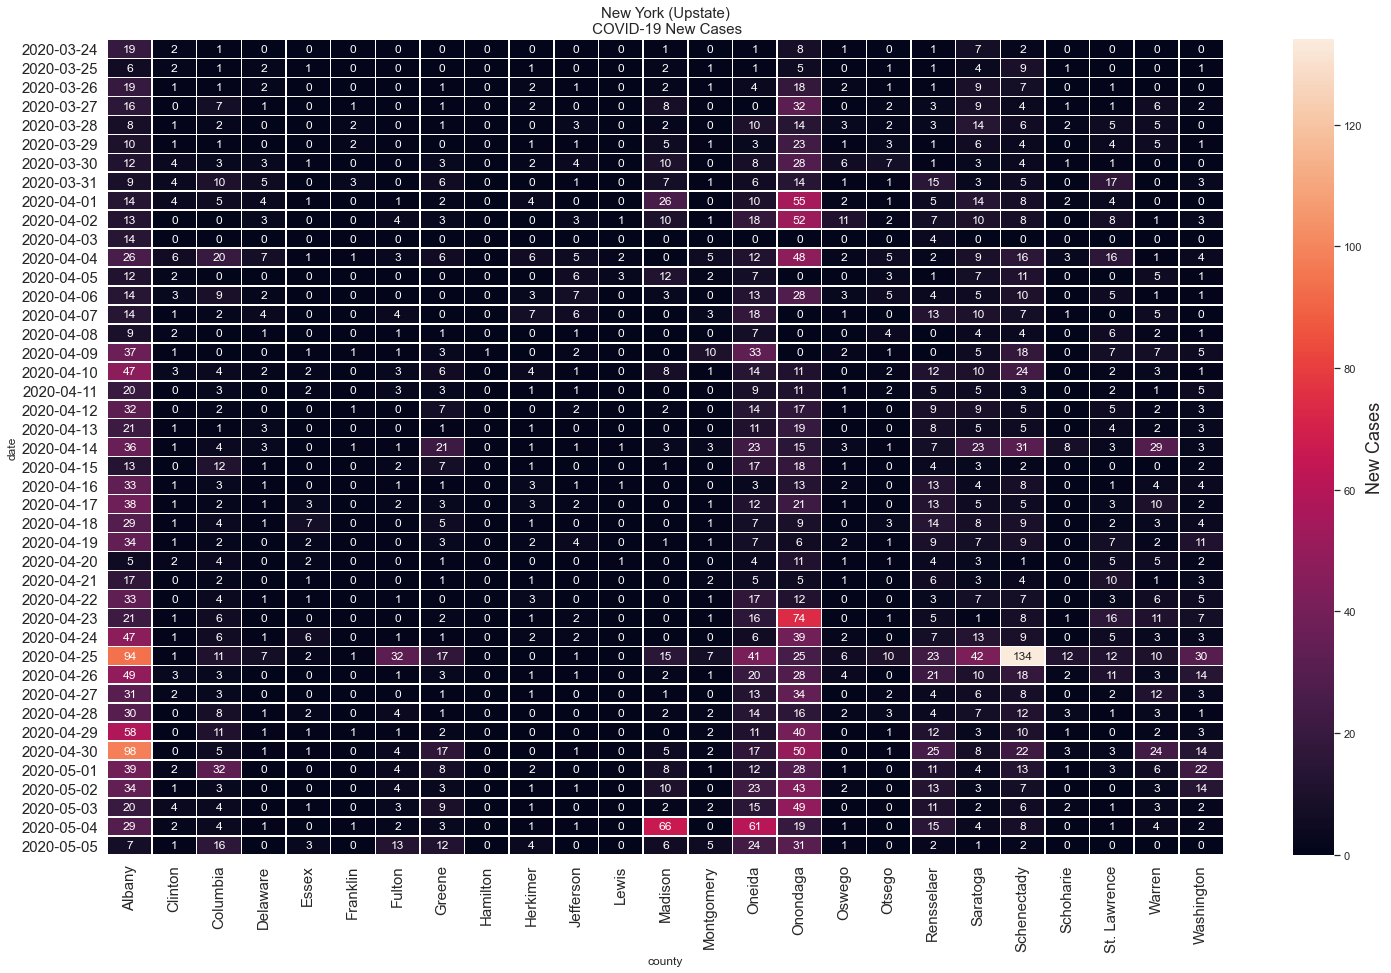 New York (Upstate)
COVID-19 New Cases
2020-03-24 19 2 1 0 0 0 0 0 0 0 0 0 1 0 1 8 1 0 1 7 2 0 0 0 0
2020-03-25 6 2 1 2 1 0 0 0 0 1 0 0 2 1 1 5 0 1 1 4 9 1 0 0 1
2020-03-26 19 1 1 2 0 0 0 1 0 2 1 0 2 1 4 18 2 1 1 9 7 0 1 0 0
2020-03-27 16 0 7 1 0 1 0 1 0 2 0 0 8 0 0 32 0 2 3 9 4 1 1 6 2
2020-03-28 8 1 2 0 0 2 0 1 0 0 3 0 2 0 10 14 3 2 3 14 6 2 5 5 0
2020-03-29 10 1 1 0 0 2 0 0 0 1 1 0 5 1 3 23 1 3 1 6 4 0 4 5 1
2020-03-30 12 4 3 3 1 0 0 3 0 2 4 0 10 0 8 28 6 7 1 3 4 1 1 0 0
2020-03-31 9 4 10 5 0 3 0 6 0 0 1 0 7 1 6 14 1 1 15 3 5 0 17 0 3
2020-04-01 14 4 5 4 1 0 1 2 0 4 0 0 26 0 10 55 2 1 5 14 8 2 4 0 0
2020-04-02 13 0 0 3 0 0 4 3 0 0 3 1 10 1 18 52 11 2 7 10 8 0 8 1 3
2020-04-03 14 0 0 0 0 0 0 0 0 0 0 0 0 0 0 0 0 0 4 0 0 0 0 0 0
2020-04-04 26 6 20 7 1 1 3 6 0 6 5 2 0 5 12 48 2 5 2 9 16 3 16 1 4
2020-04-05 12 2 0 0 0 0 0 0 0 0 6 3 12 2 7 0 0 3 1 7 11 0 0 5 1
2020-04-06 14 3 9 2 0 0 0 0 0 3 7 0 3 0 13 28 3 5 4 5 10 0 5 1 1
2020-04-07 14 1 2 4 0 0 4 0 0 7 6 0 0 3 18 0 1 0 13 10 7 1 0 5 0
2020-04-08 9 2 0 1 0 0 1 1 0 0 1 0 0 0 7 0 0 4 0 4 4 0 6 2 1
2020-04-09 37 1 0 0 1 1 1 3 1 0 2 0 0 10 33 0 2 1 0 5 18 0 7 7 5
2020-04-10 47 3 4 2 2 0 3 6 0 4 1 0 8 1 14 11 0 2 12 10 24 0 2 3 1
2020-04-11 20 0 3 0 2 0 3 3 0 1 1 0 0 0 9 11 1 2 5 5 3 0 2 1 5
2020-04-12 32 0 2 0 0 1 0 7 0 0 2 0 2 0 14 17 1 0 9 9 5 0 5 2 3
2020-04-13 21 1 1 3 0 0 1 0 0 1 0 0 0 0 11 19 0 0 8 5 5 0 4 2 3
2020-04-14 36 1 4 3 0 1 1 21 0 1 1 1 3 3 23 15 3 1 7 23 31 8 3 29 3
2020-04-15 13 0 12 1 0 0 2 7 0 1 0 0 1 0 17 18 1 0 4 3 2 0 0 0 2
2020-04-16 33 1 3 1 0 0 1 1 0 3 1 1 0 0 3 13 2 0 13 4 8 0 1 4 4
2020-04-17 38 1 2 1 3 0 2 3 0 3 2 0 0 1 12 21 1 0 13 5 5 0 3 10 2
2020-04-18 29 1 4 1 7 0 0 5 0 1 0 0 0 1 7 9 0 3 14 8 9 0 2 3 4
2020-04-19 34 1 2 0 2 0 0 3 0 2 4 0 1 1 7 6 2 1 9 7 9 0 7 2 11
2020-04-20 5 2 4 0 2 0 0 1 0 0 0 1 0 0 4 11 1 1 4 3 1 0 5 5 2
2020-04-21 17 0 2 0 1 0 0 1 0 1 0 0 0 2 5 5 1 0 6 3 4 0 10 1 3
2020-04-22 33 0 4 1 1 0 1 0 0 3 0 0 0 1 17 12 0 0 3 7 7 0 3 6 5
2020-04-23 21 1 6 0 0 0 0 2 0 1 2 0 0 1 16 74 0 1 5 1 8 1 16 11 7
2020-04-24 47 1 6 1 6 0 1 1 0 2 2 0 0 0 6 39 2 0 7 13 9 0 5 3 3
2020-04-25 94 1 11 7 2 1 32 17 0 0 1 0 15 7 41 25 6 10 23 42 134 12 12 10 30
2020-04-26 49 3 3 0 0 0 1 3 0 1 1 0 2 1 20 28 4 0 21 10 18 2 11 3 14
2020-04-27 31 2 3 0 0 0 0 1 0 1 0 0 1 0 13 34 0 2 4 6 8 0 2 12 3
2020-04-28 30 0 8 1 2 0 4 1 0 0 0 0 2 2 14 16 2 3 4 7 12 3 1 3 1
2020-04-29 58 0 11 1 1 1 1 2 0 0 0 0 0 2 11 40 0 1 12 3 10 1 0 2 3
2020-04-30 98 0 5 1 1 0 4 17 0 0 1 0 5 2 17 50 0 1 25 8 22 3 3 24 14
2020-05-01 39 2 32 0 0 0 4 8 0 2 0 0 8 1 12 28 1 0 11 4 13 1 3 6 22
2020-05-02 34 1 3 0 0 0 4 3 0 1 1 0 10 0 23 43 2 0 13 3 7 0 0 3 14
2020-05-03 20 4 4 0 1 0 3 9 0 1 0 0 2 2 15 49 0 0 11 2 6 2 1 3 2
2020-05-04 29 2 4 1 0 1 2 3 0 1 1 0 66 0 61 19 1 0 15 4 8 0 1 4 2
2020-05-05 7 1 16 0 3 0 13 12 0 4 0 0 6 5 24 31 1 0 2 1 2 0 0 0 0
date
Albany Clinton Columbia Delaware Essex Franklin Fulton Greene Hamilton Herkimer Jefferson Lewis Madison Montgomery Oneida Onondaga Oswego Otsego Rensselaer Saratoga Schenectady Schoharie St. Lawrence Warren Washington
county
120
100
80
60
40
20
0
New Cases